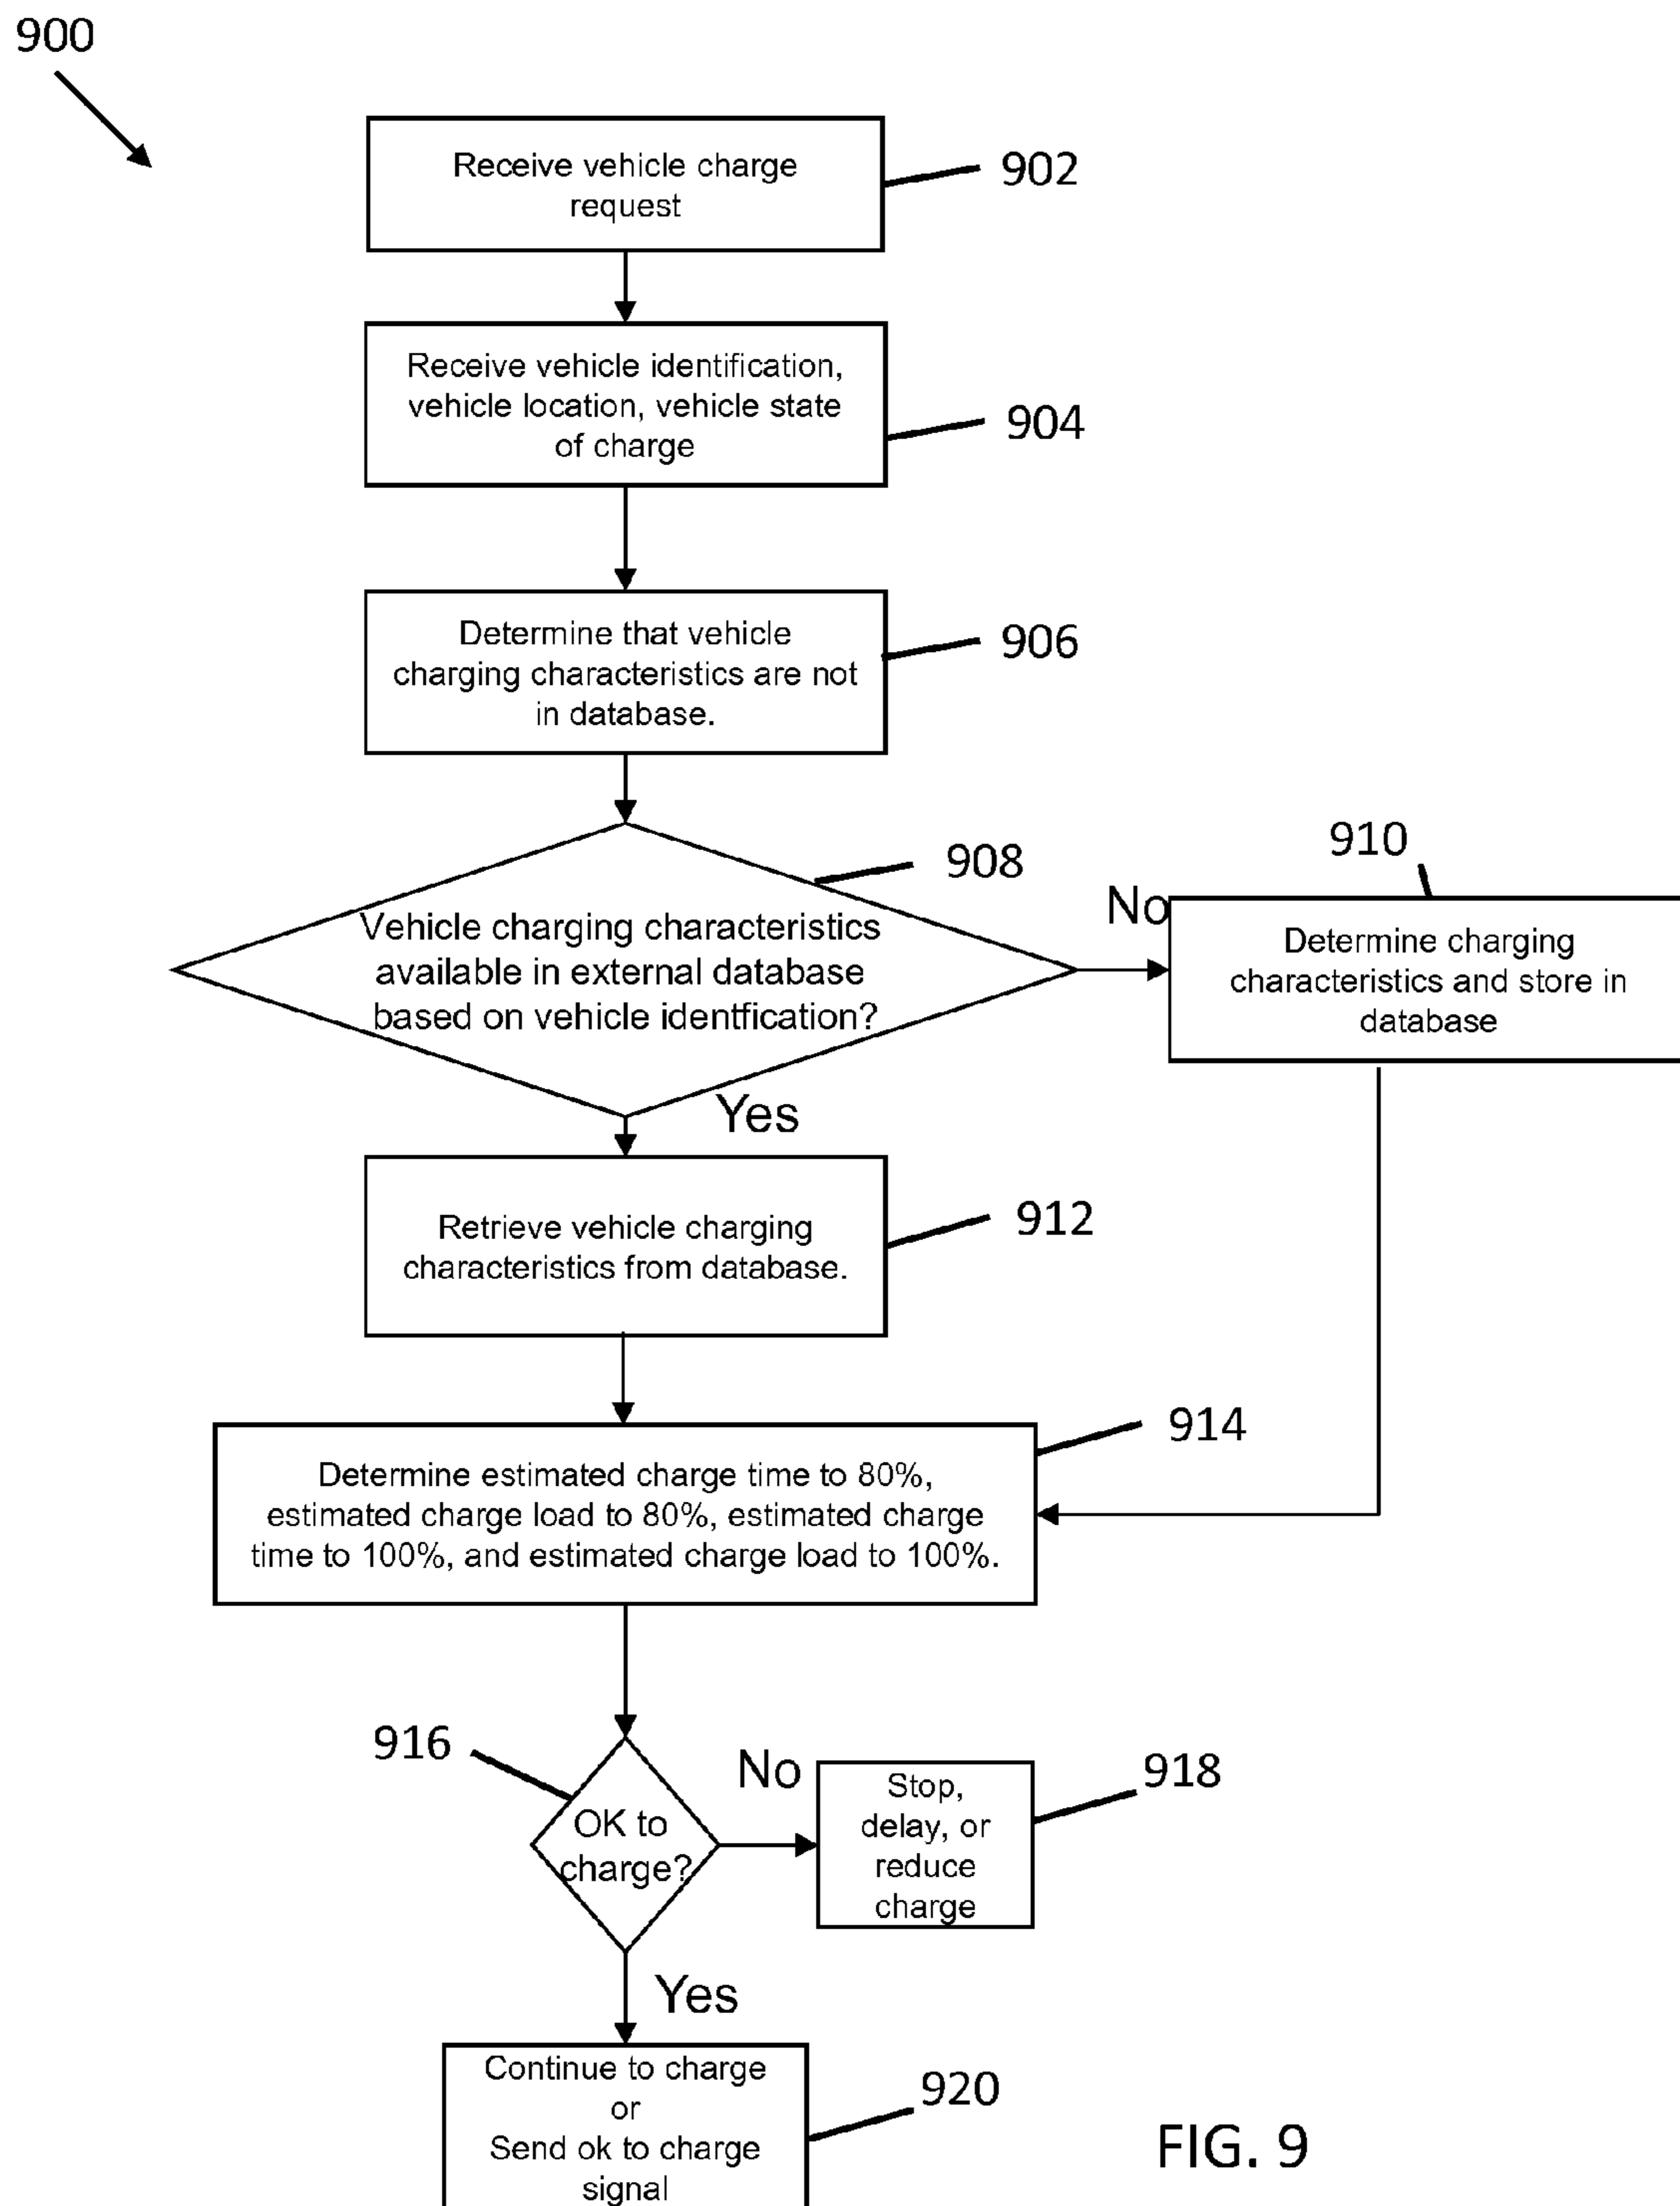 900
Receive vehicle charge
request
902
Receive vehicle identification,
vehicle location, vehicle state
of charge
904
Determine that vehicle
charging characteristics are not
in database.
906
908
Vehicle charging characteristics
available in external database
based on vehicle identfication?
No
910
Determine charging
characteristics and store in
database
Yes
Retrieve vehicle charging
characteristics from database.
912
914
Determine estimated charge time to 80%,
estimated charge load to 80%, estimated charge
time to 100%, and estimated charge load to 100%.
916
OK to
charge?
No
Stop,
delay, or
reduce
charge
918
Yes
Continue to charge
or
Send ok to charge
signal
920
FIG. 9